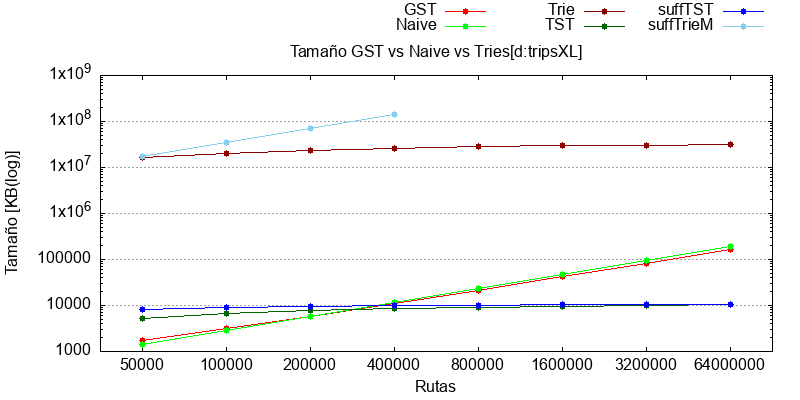 GST Trie suffTST
Naive TST suffTrieM
Tamaño GST vs Naive vs Tries[d:tripsXL]
1x10^9
1x10^8
1x10^7
1x10^6
100000
10000
1000
Tamaño [KB(log)]
50000 100000 200000 400000 800000 1600000 3200000 64000000
Rutas